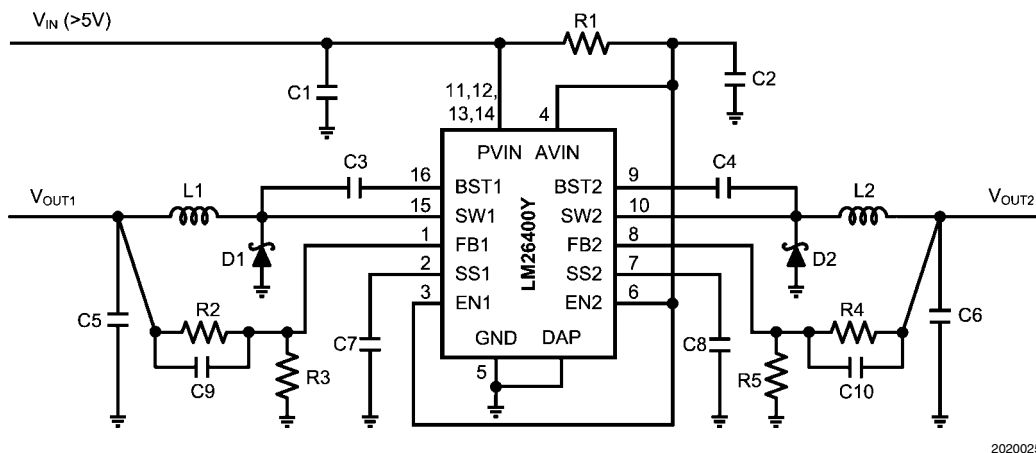 V_IN (>5V)
R1
C1
11,12,
13,14
4
C2
PVIN AVIN
C3
C4
16 BST1 BST2 9
L1
L2
V_OUT1
15 SW1 SW2 10
V_OUT2
1 FB1 FB2 8
D1
D2
2 SS1 SS2 7
3 EN1 EN2 6
LM26400Y
C5
R2
R4
C6
C7
GND DAP
C8
C9
R3
5
R5
C10
2020025